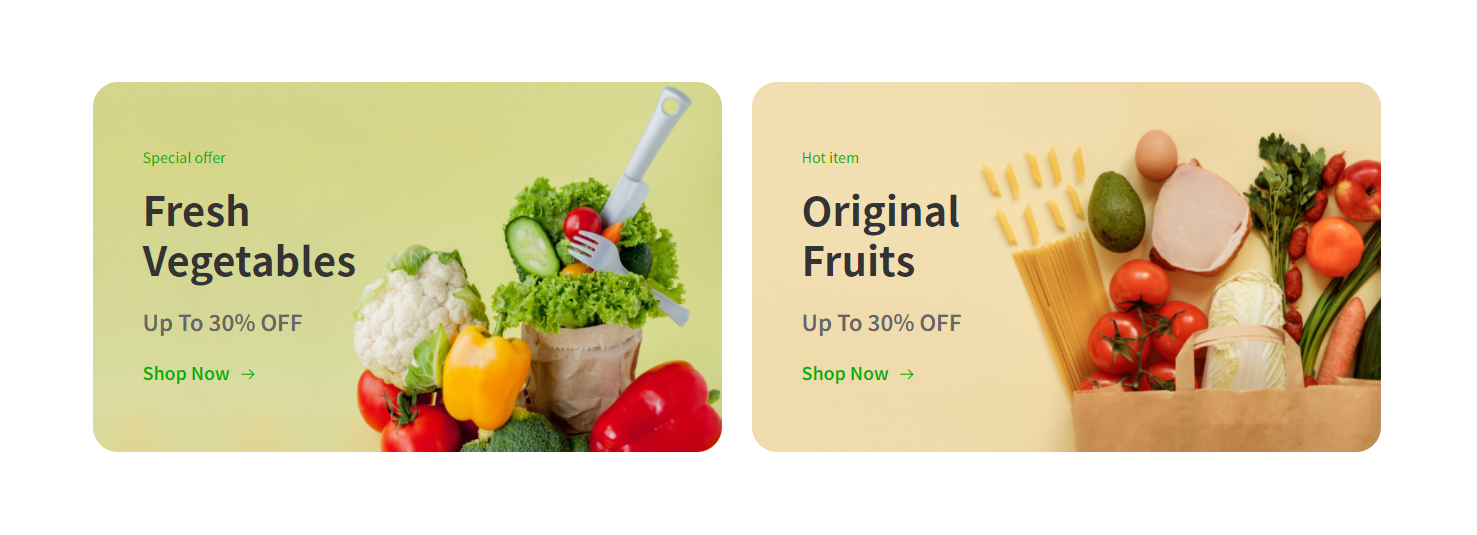 Special offer
Fresh
Vegetables
Up To 30% OFF
Shop Now →
Hot item
Original
Fruits
Up To 30% OFF
Shop Now →